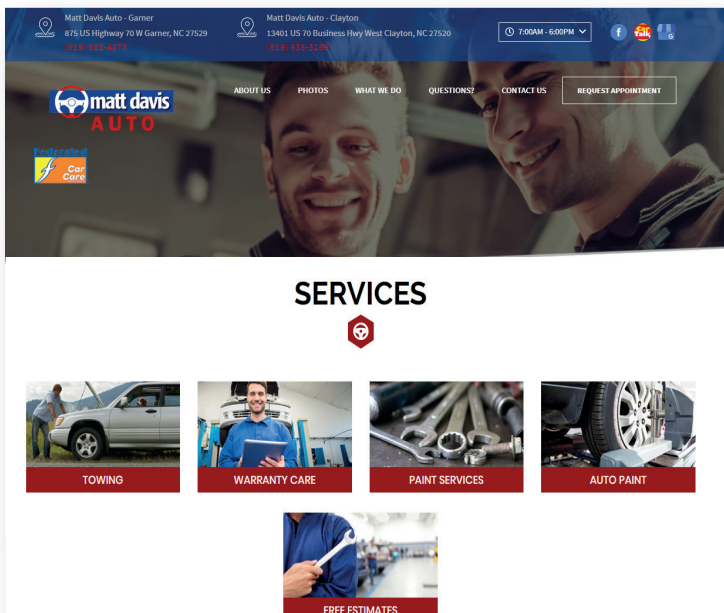 Matt Davis Auto - Garner
875 US Highway 70 W Garner, NC 27529
Matt Davis Auto - Clayton
13401 US 70 Business Hwy West Clayton, NC 27520
7:00AM - 6:00PM
f
Car
Talk
G
matt davis
AUTO
ABOUT US
PHOTOS
WHAT WE DO
QUESTIONS?
CONTACT US
REQUEST APPOINTMENT
Federated
Car
Care
SERVICES
TOWING
WARRANTY CARE
PAINT SERVICES
AUTO PAINT
FREE ESTIMATES